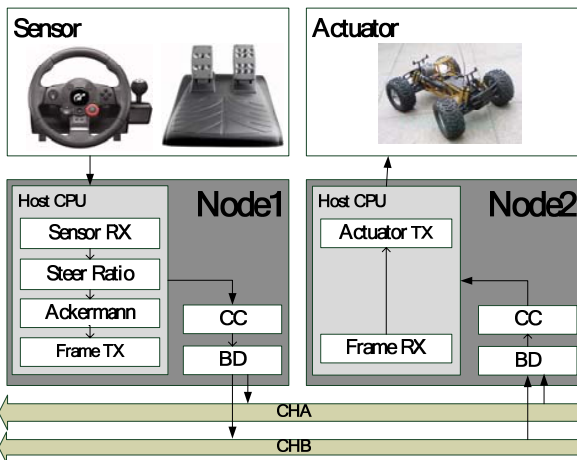 Sensor
Actuator
Node1
Host CPU
Sensor RX
Steer Ratio
Ackermann
Frame TX
CC
BD
Node2
Host CPU
Actuator TX
Frame RX
CC
BD
CHA
CHB